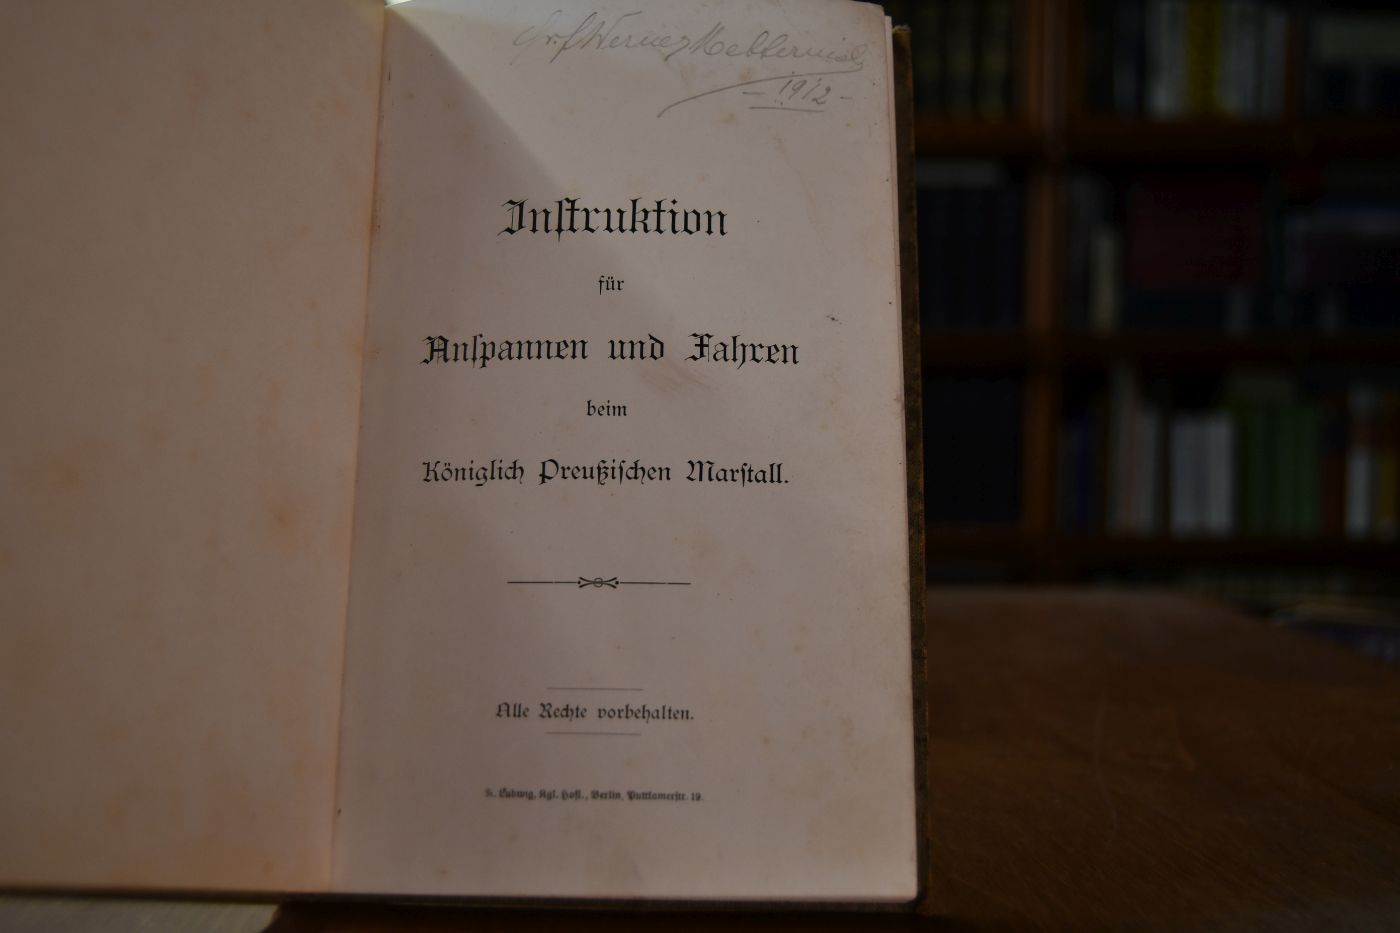 Graf Werner Metternich
- 1912 -
Inſtruktion
für
Anſpannen und Fahren
beim
Königlich Preußiſchen Marſtall.
Alle Rechte vorbehalten.
Ludwig, Kgl. Hofl., Berlin, Puttkamerſtr. 19.